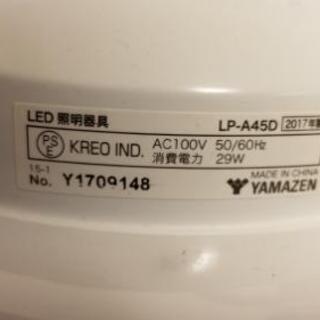 LED 照明器具 LP-A45D 2017年製
PSE KREO IND. AC100V 50/60Hz
消費電力 29W
15-1 MADE IN CHINA
No. Y1709148 YAMAZEN